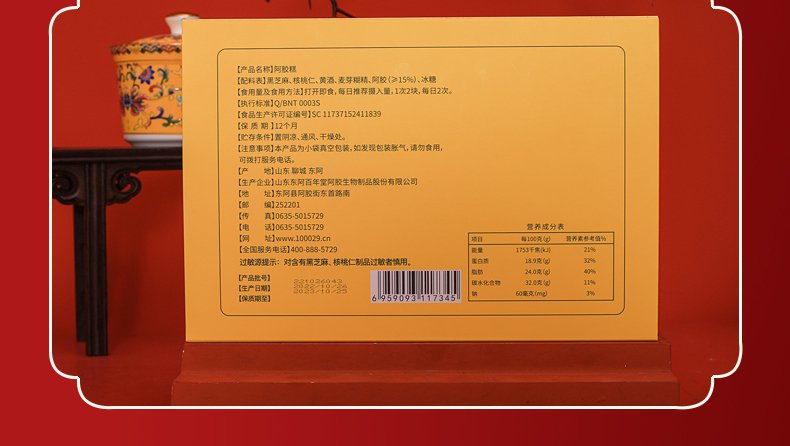 【产品名称】阿胶糕
【配料表】黑芝麻、核桃仁、黄酒、麦芽糊精、阿胶(≥15%)、冰糖
【食用量及食用方法】打开即食,每日推荐摄入量,1次2块,每日2次。
【执行标准】Q/BNT 0003S
【食品生产许可证编号】SC 11737152411839
【保 质 期】12个月
【贮存条件】置阴凉、通风、干燥处。
【注意事项】本产品为小袋真空包装,如发现包装胀气,请勿食用,
可拨打服务电话。
【产 地】山东 聊城 东阿
【生产企业】山东东阿百年堂阿胶生物制品股份有限公司
【地 址】东阿县阿胶街东首路南
【邮 编】252201
【传 真】0635-5015729
【电 话】0635-5015729
【网 址】www.100029.cn
【全国服务电话】400-888-5729
过敏源提示:对含有黑芝麻、核桃仁制品过敏者慎用。
【产品批号】 221026043
【生产日期】 2022/10/26
【保质期至】 2023/10/25
6 959093 117345
营养成分表
项目 每100克(g) 营养素参考值%
能量 1753千焦(kJ) 21%
蛋白质 18.9克(g) 32%
脂肪 24.0克(g) 40%
碳水化合物 32.0克(g) 11%
钠 60毫克(mg) 3%